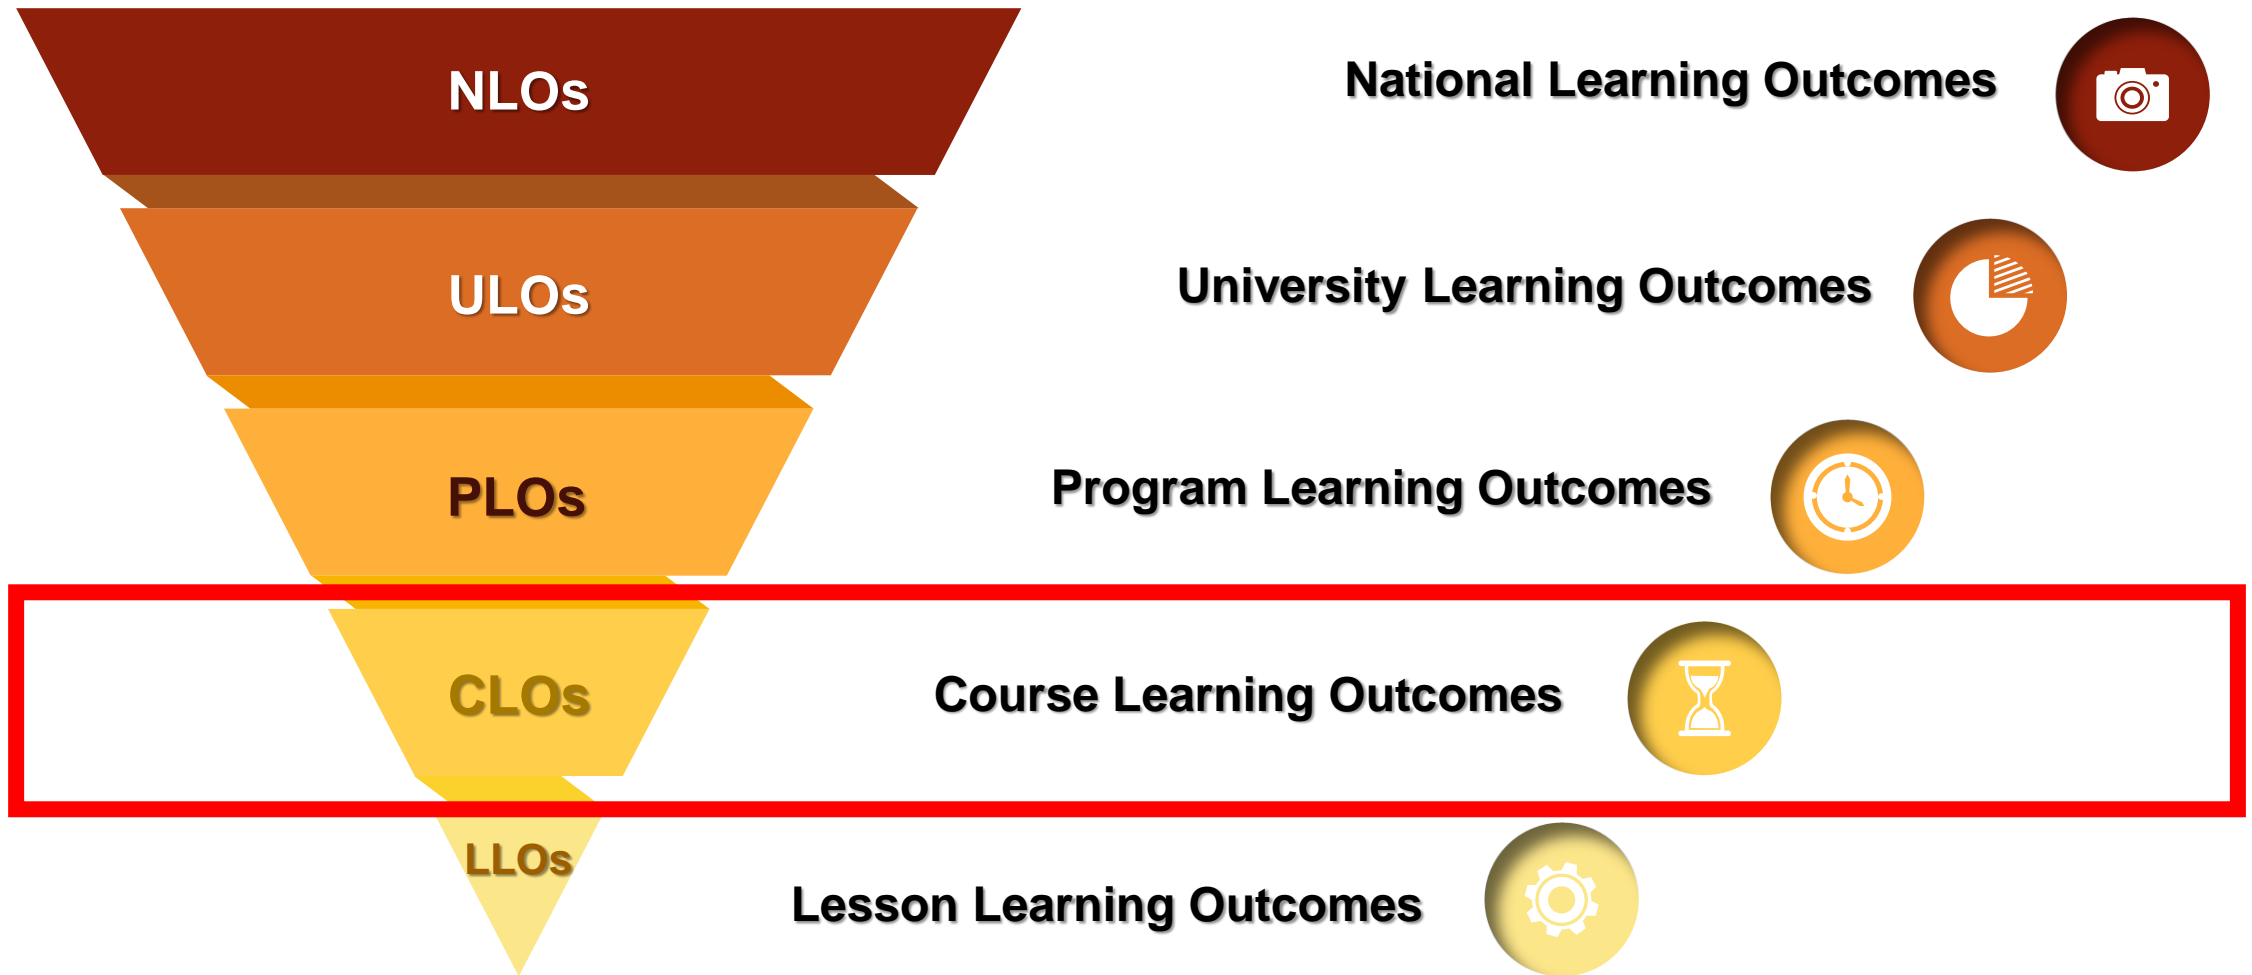 NLOs
National Learning Outcomes
ULOs
University Learning Outcomes
PLOs
Program Learning Outcomes
CLOs
Course Learning Outcomes
LLOs
Lesson Learning Outcomes